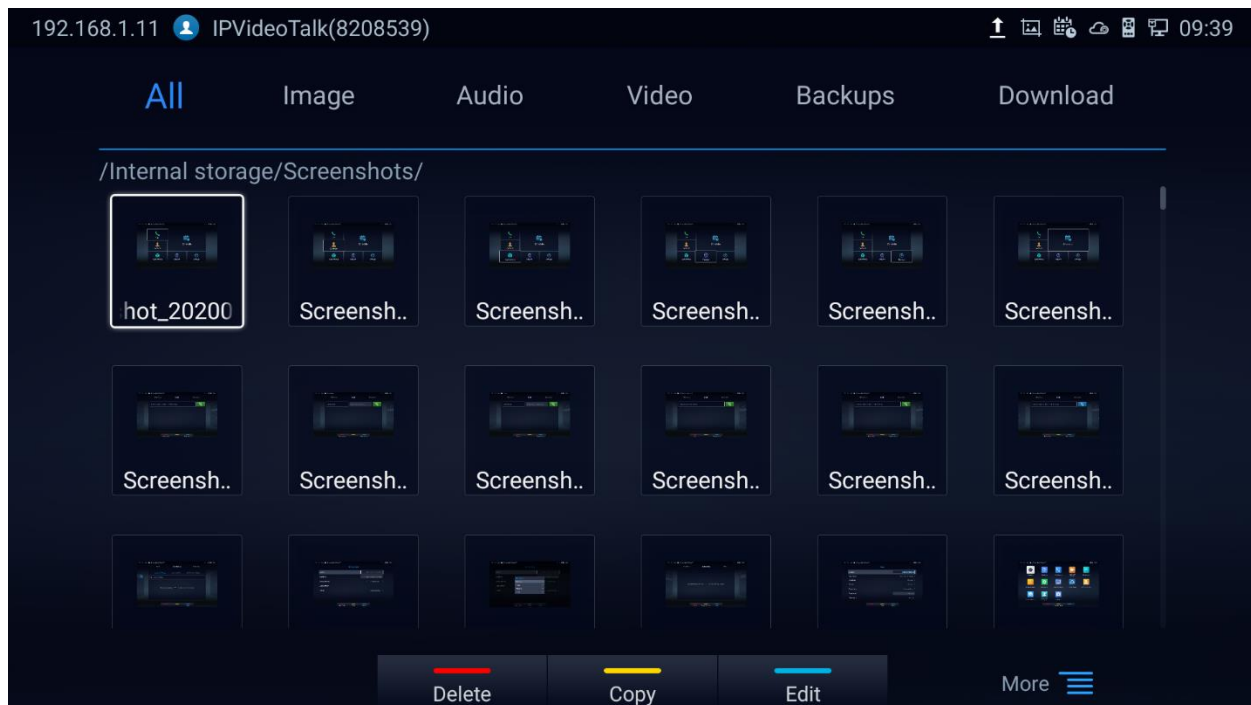 192.168.1.11 IPVideoTalk(8208539) 09:39
All Image Audio Video Backups Download
/Internal storage/Screenshots/
hot_20200 Screensh.. Screensh.. Screensh.. Screensh.. Screensh..
Screensh.. Screensh.. Screensh.. Screensh.. Screensh.. Screensh..
Delete Copy Edit More